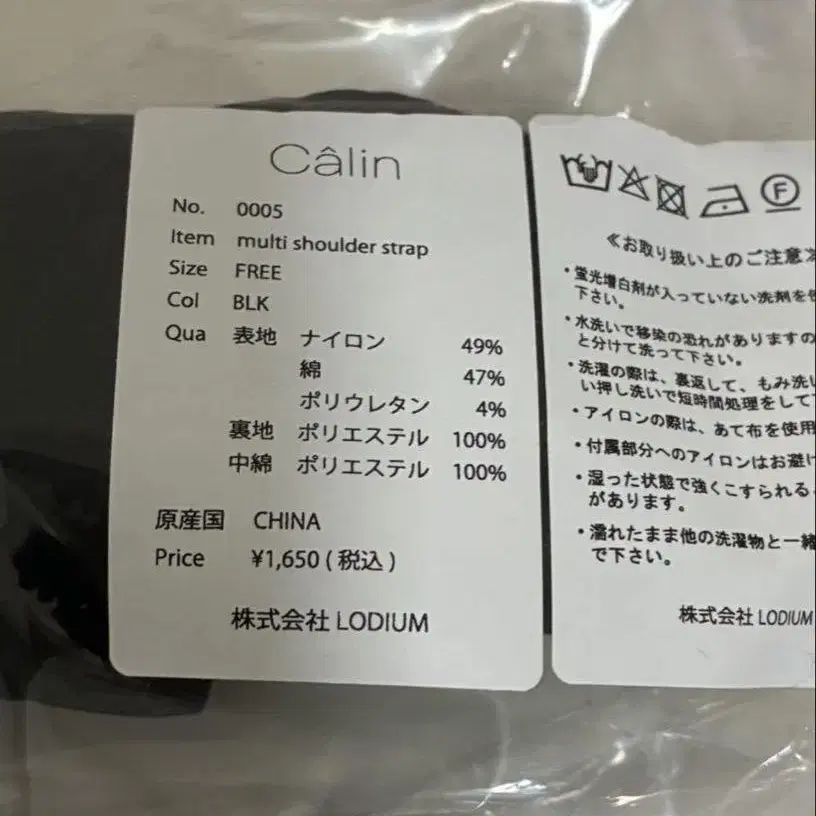 Câlin
No. 0005
Item multi shoulder strap
Size FREE
Col BLK
Qua 表地 ナイロン 49%
綿 47%
ポリウレタン 4%
裏地 ポリエステル 100%
中綿 ポリエステル 100%
原産国 CHINA
Price ¥1,650 ( 税込 )
株式会社 LODIUM
F
≪お取り扱い上のご注意≫
・蛍光増白剤が入っていない洗剤を
下さい。
・水洗いで移染の恐れがありますの
と分けて洗って下さい。
・洗濯の際は、裏返して、もみ洗い
い押し洗いで短時間処理をして
・アイロンの際は、あて布を使用
・付属部分へのアイロンはお避け
・湿った状態で強くこすられる
があります。
・濡れたまま他の洗濯物と一緒
で下さい。
株式会社 LODIUM